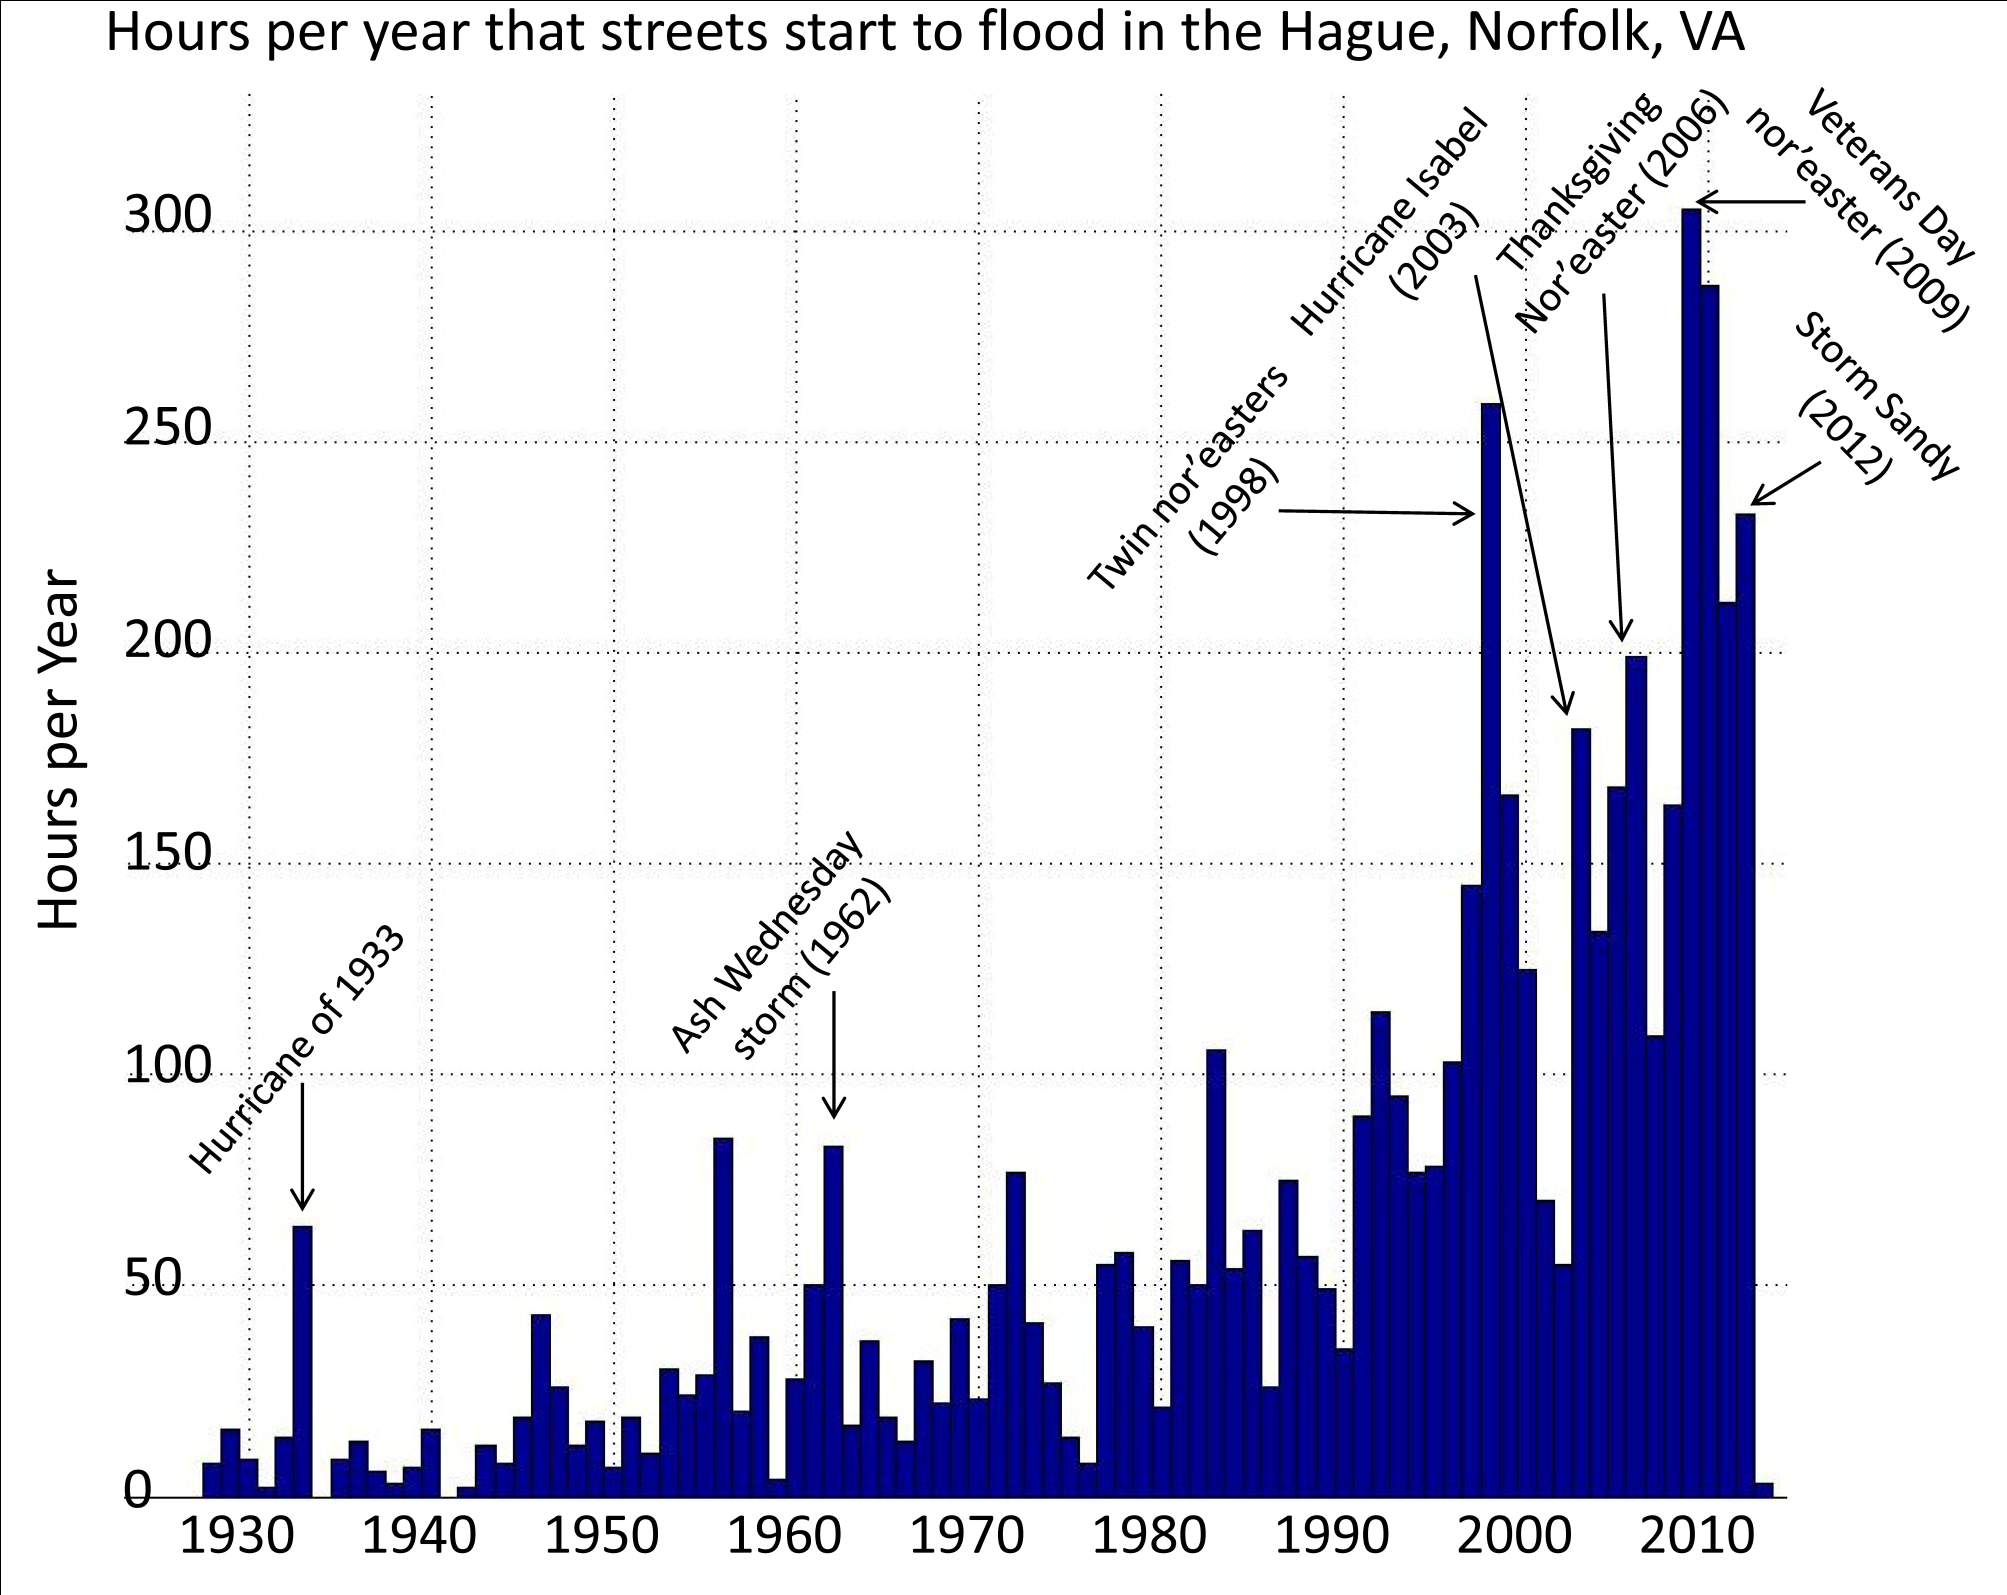 Hours per year that streets start to flood in the Hague, Norfolk, VA
Hours per Year
300
250
200
150
100
50
0
Hurricane of 1933
Ash Wednesday
storm (1962)
Twin nor’easters
(1998)
Hurricane Isabel
(2003)
Thanksgiving
Nor’easter (2006)
Veterans Day
nor’easter (2009)
Storm Sandy
(2012)
1930 1940 1950 1960 1970 1980 1990 2000 2010